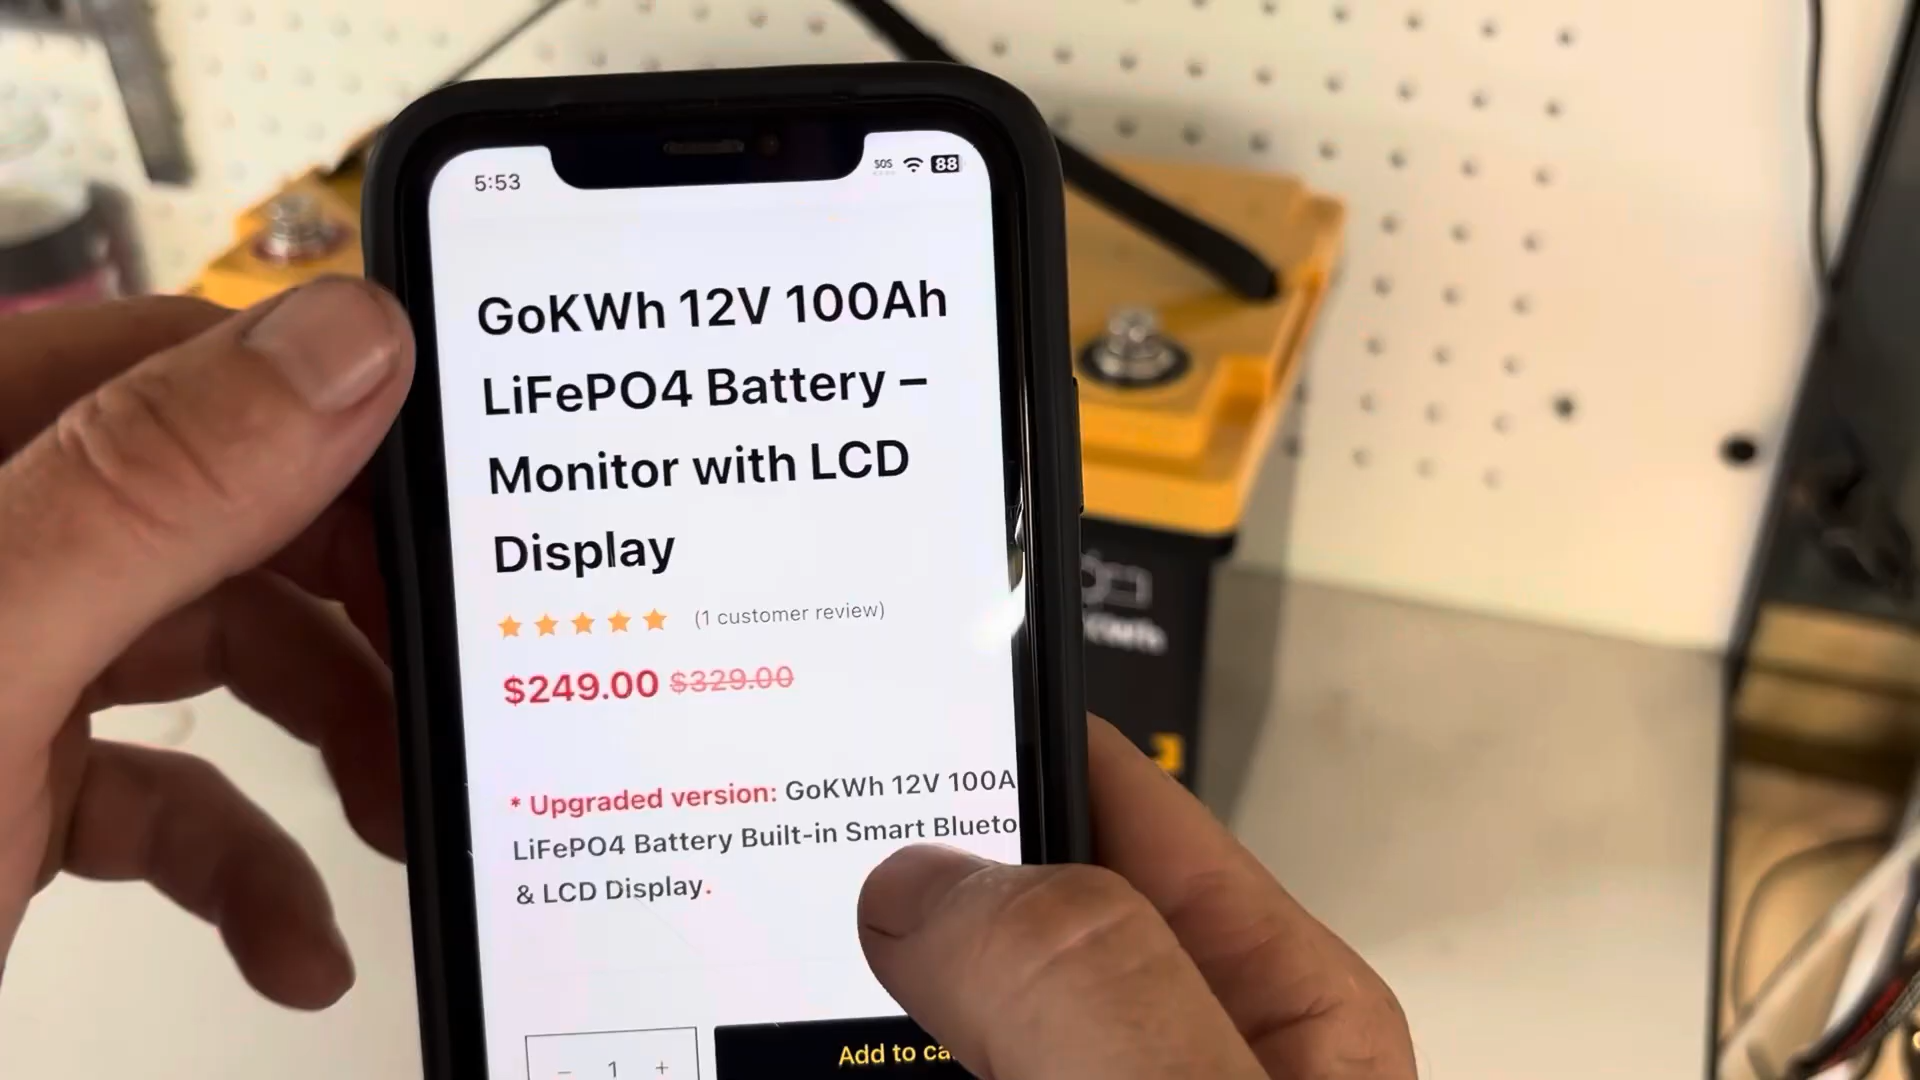 5:53
SOS
88
GoKWh 12V 100Ah
LiFePO4 Battery –
Monitor with LCD
Display
(1 customer review)
$249.00 $329.00
* Upgraded version: GoKWh 12V 100A
LiFePO4 Battery Built-in Smart Blueto
& LCD Display.
− 1 +
Add to ca